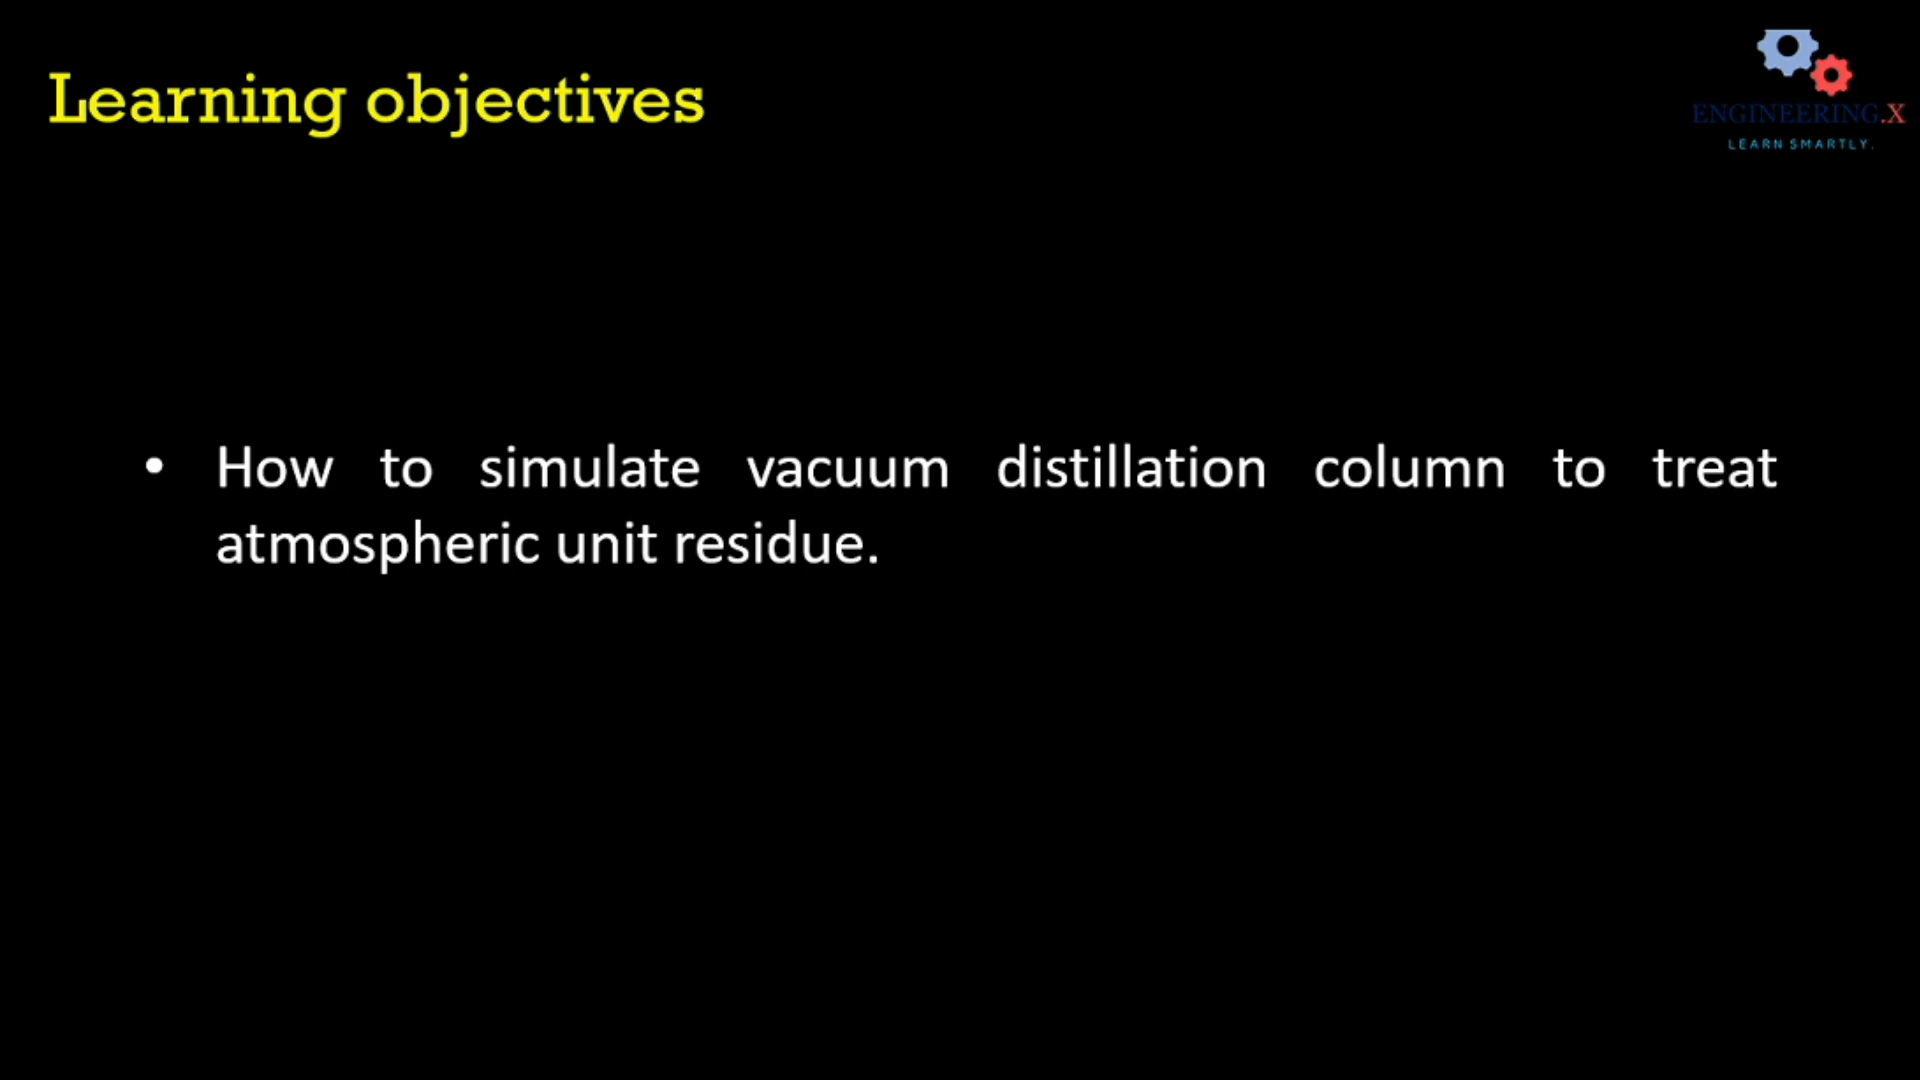 Learning objectives
ENGINEERING.X
LEARN SMARTLY.
• How to simulate vacuum distillation column to treat
atmospheric unit residue.